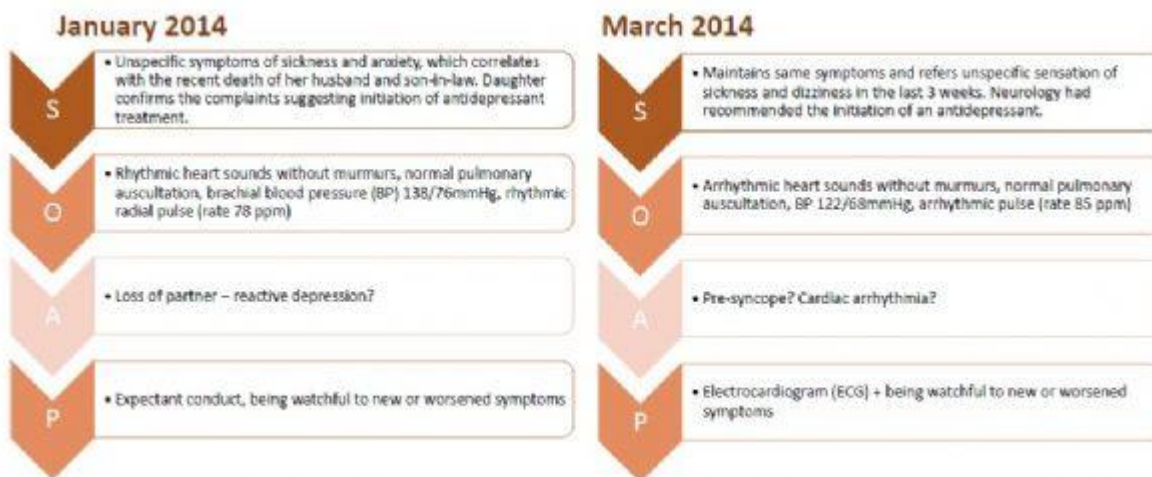 January 2014
S
• Unspecific symptoms of sickness and anxiety, which correlates
with the recent death of her husband and son-in-law. Daughter
confirms the complaints suggesting initiation of antidepressant
treatment.
O
• Rhythmic heart sounds without murmurs, normal pulmonary
auscultation, brachial blood pressure (BP) 138/76mmHg, rhythmic
radial pulse (rate 78 ppm)
A
• Loss of partner – reactive depression?
P
• Expectant conduct, being watchful to new or worsened symptoms
March 2014
S
• Maintains same symptoms and refers unspecific sensation of
sickness and dizziness in the last 3 weeks. Neurology had
recommended the initiation of an antidepressant.
O
• Arrhythmic heart sounds without murmurs, normal pulmonary
auscultation, BP 122/68mmHg, arrhythmic pulse (rate 85 ppm)
A
• Pre-syncope? Cardiac arrhythmia?
P
• Electrocardiogram (ECG) + being watchful to new or worsened
symptoms